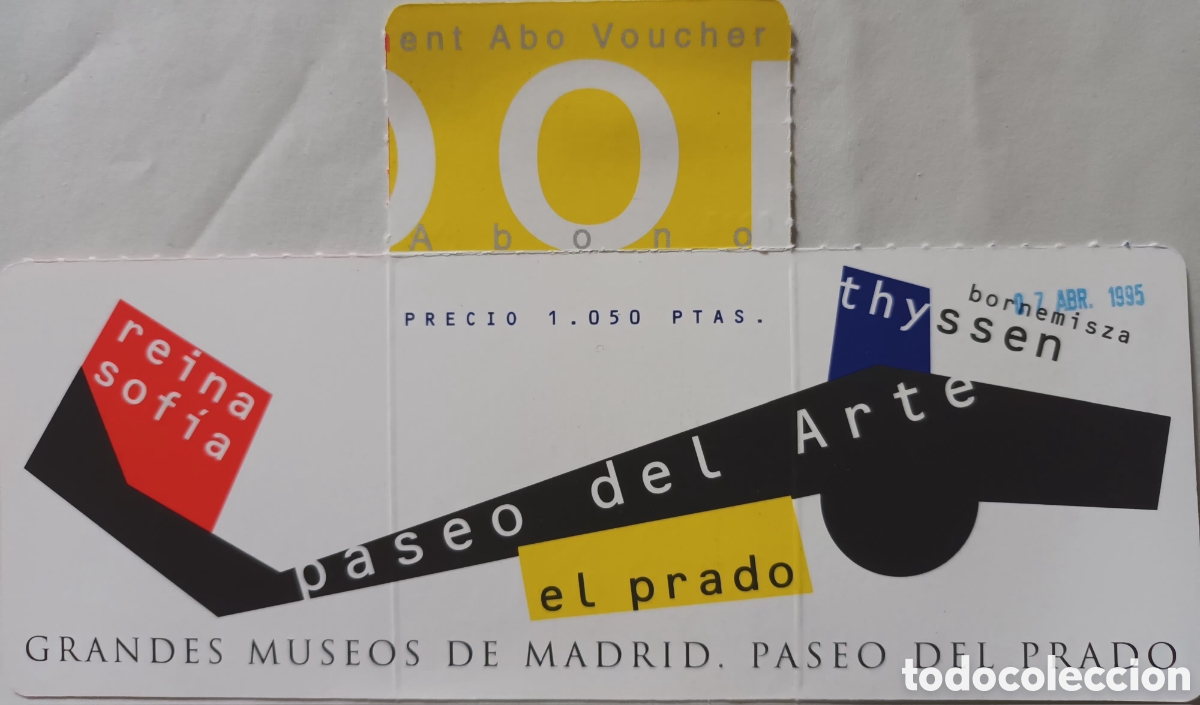 ent Abo Voucher
OOI
Abono
PRECIO 1.050 PTAS.
reina
sofía
thyssen
bornemisza
07 ABR. 1995
paseo del Arte
el prado
GRANDES MUSEOS DE MADRID. PASEO DEL PRADO
todocoleccion